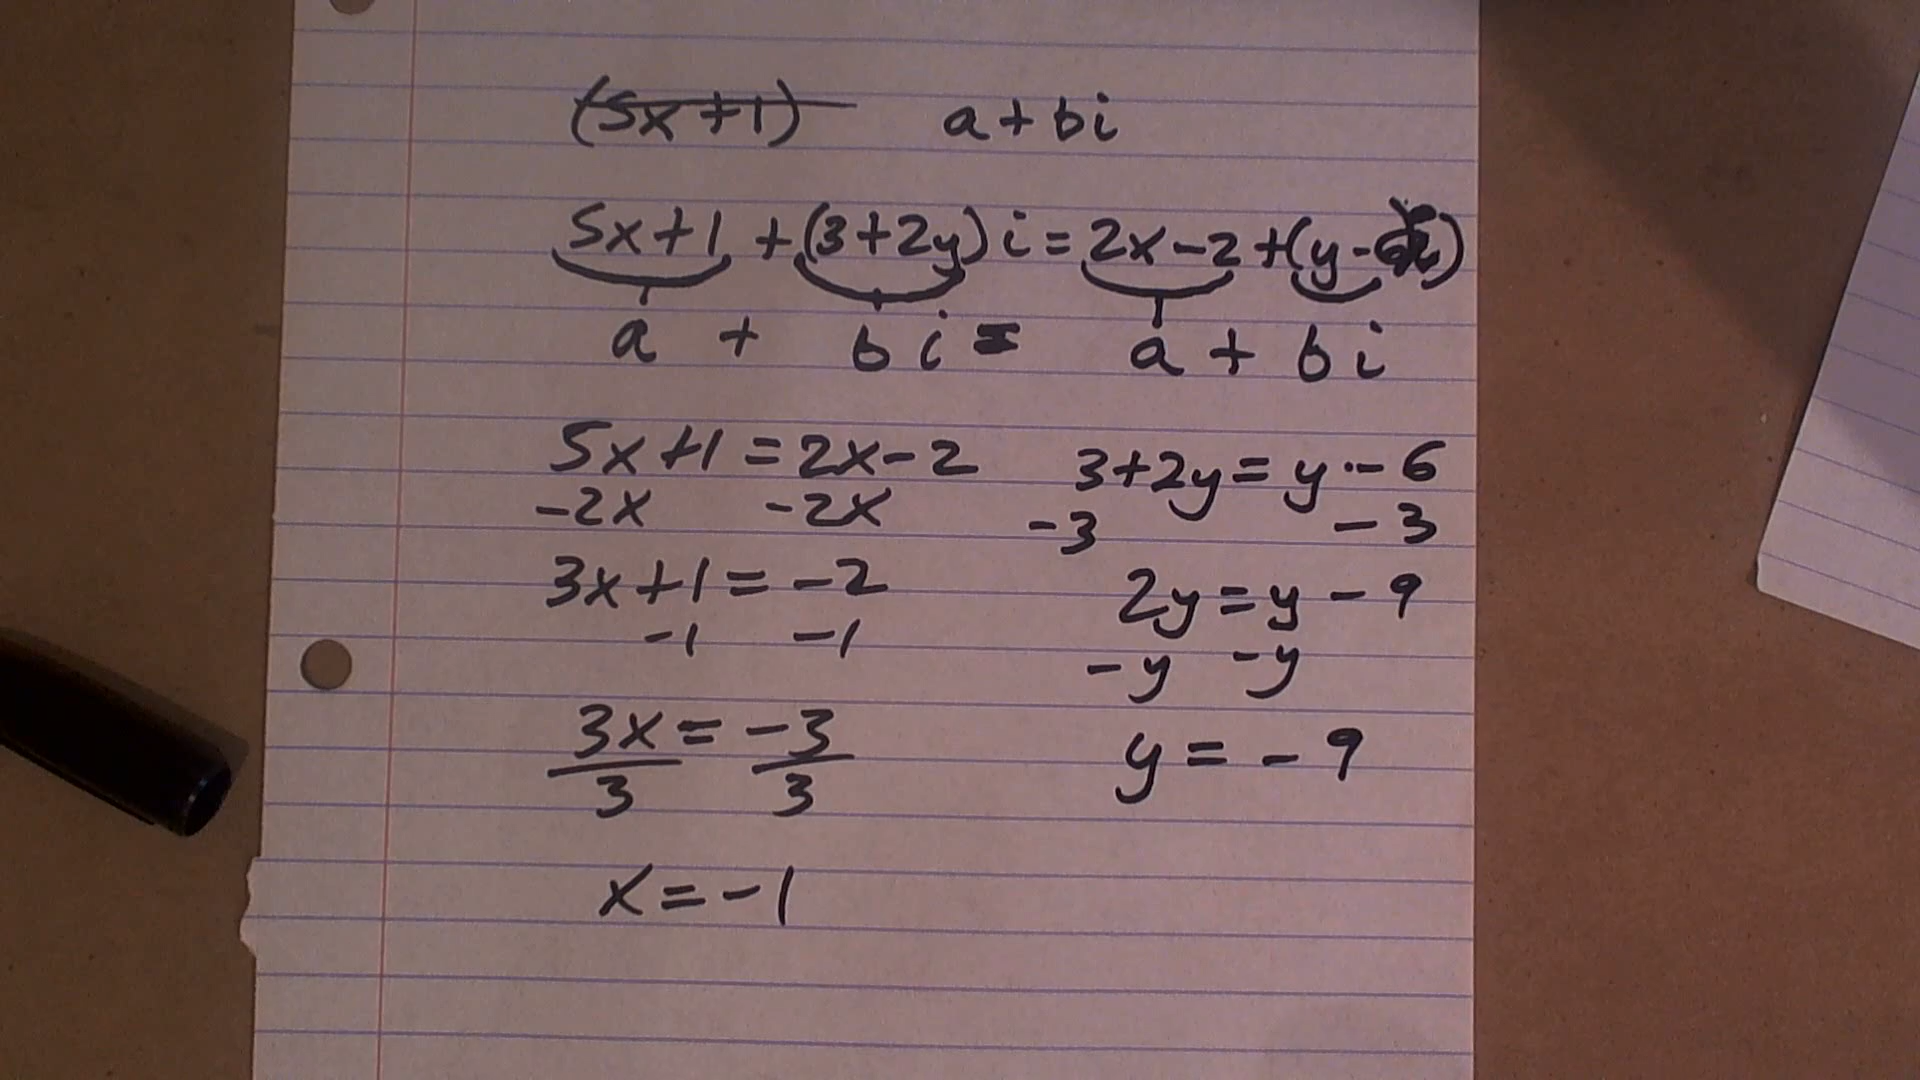 (5x+1) a+bi
5x+1 +(3+2y)i=2x-2+(y-6)
a + bi = a + bi
5x+1=2x-2 3+2y=y-6
-2x -2x -3 -3
3x+1=-2 2y=y-9
-1 -1 -y -y
3x=-3 y=-9
3 3
x=-1